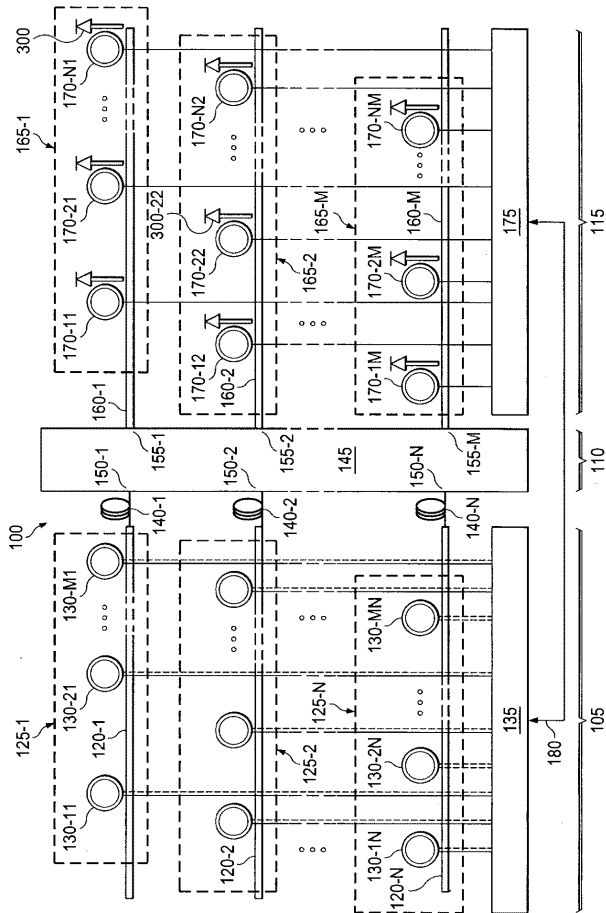 100
125-1
130-11
130-21
○ ○ ○
130-M1
120-1
140-1
150-1
155-1
160-1
165-1
170-11
170-21
○ ○ ○
170-N1
300
120-2
125-2
○ ○ ○
140-2
150-2
155-2
160-2
165-2
170-12
170-22
300-22
○ ○ ○
170-N2
○ ○ ○
○ ○ ○
145
○ ○ ○
○ ○ ○
125-N
130-1N
130-2N
○ ○ ○
130-MN
120-N
140-N
150-N
155-M
160-M
165-M
170-1M
170-2M
○ ○ ○
170-NM
135
175
180
105
110
115